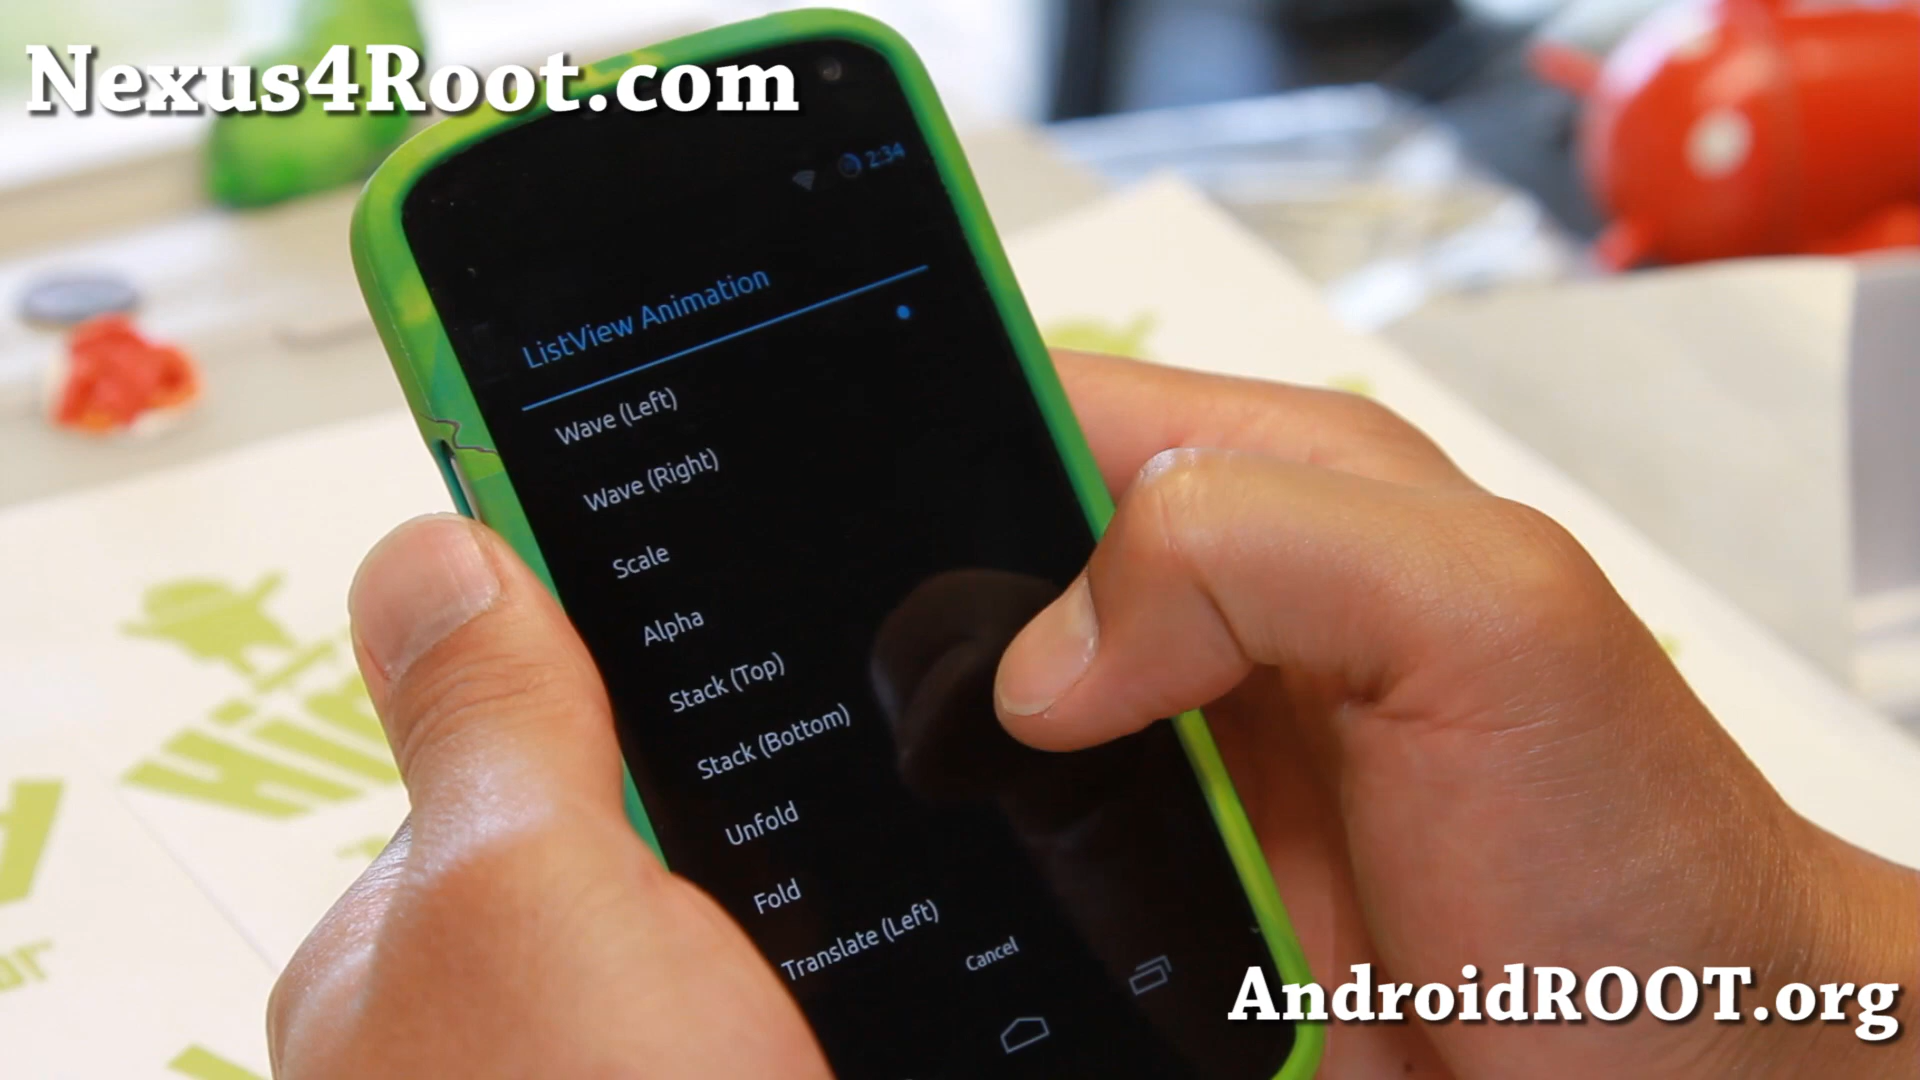 Nexus4Root.com
2:34
ListView Animation
Wave (Left)
Wave (Right)
Scale
Alpha
Stack (Top)
Stack (Bottom)
Unfold
Fold
Translate (Left)
Cancel
AndroidROOT.org